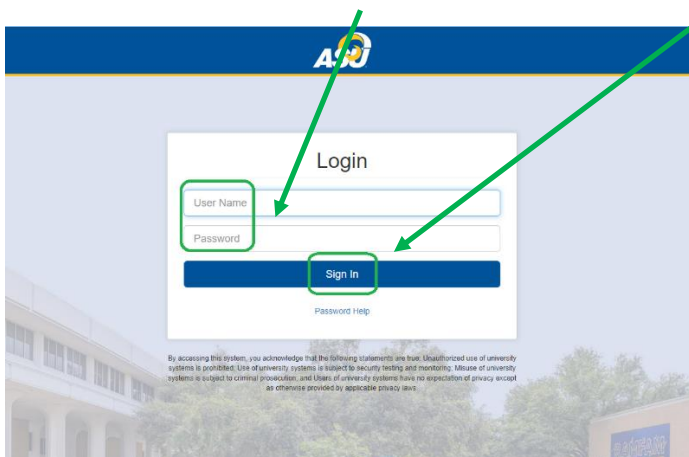 ASU
Login
User Name
Password
Sign In
Password Help
By accessing this system, you acknowledge that the following statements are true: Unauthorized use of university
systems is prohibited; Use of university systems is subject to security testing and monitoring; Misuse of university
systems is subject to criminal prosecution; and Users of university systems have no expectation of privacy except
as otherwise provided by applicable privacy laws.